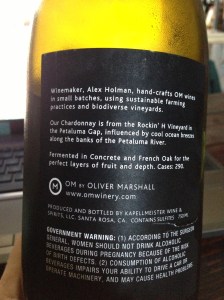 Winemaker, Alex Holmen, hand-crafts OM wines
in small batches, using sustainable farming
practices and biodiverse vineyards.
Our Chardonnay is from the Rockin' H Vineyard in
the Petaluma Gap, influenced by cool ocean breezes
along the banks of the Petaluma River.
Fermented in Concrete and French Oak for the
perfect layers of fruit and depth. Cases: 290.
OM BY OLIVER MARSHALL
www.omwinery.com
PRODUCED AND BOTTLED BY KAPELLMEISTER WINE &
SPIRITS, LLC SANTA ROSA, CA. CONTAINS SULFITES
GOVERNMENT WARNING: (1) ACCORDING TO THE SURGEON
GENERAL, WOMEN SHOULD NOT DRINK ALCOHOLIC
BEVERAGES DURING PREGNANCY BECAUSE OF THE RISK
OF BIRTH DEFECTS. (2) CONSUMPTION OF ALCOHOLIC
BEVERAGES IMPAIRS YOUR ABILITY TO DRIVE A CAR OR
OPERATE MACHINERY, AND MAY CAUSE HEALTH PROBLEMS.